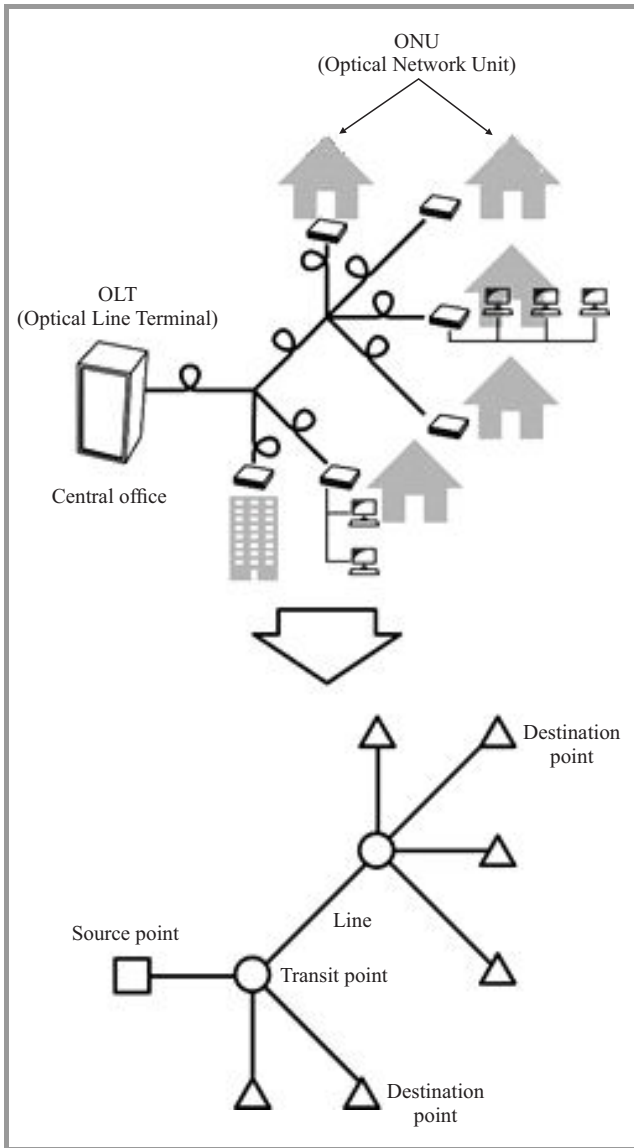 ONU
(Optical Network Unit)
OLT
(Optical Line Terminal)
Central office
Destination
point
Line
Source point
Transit point
Destination
point